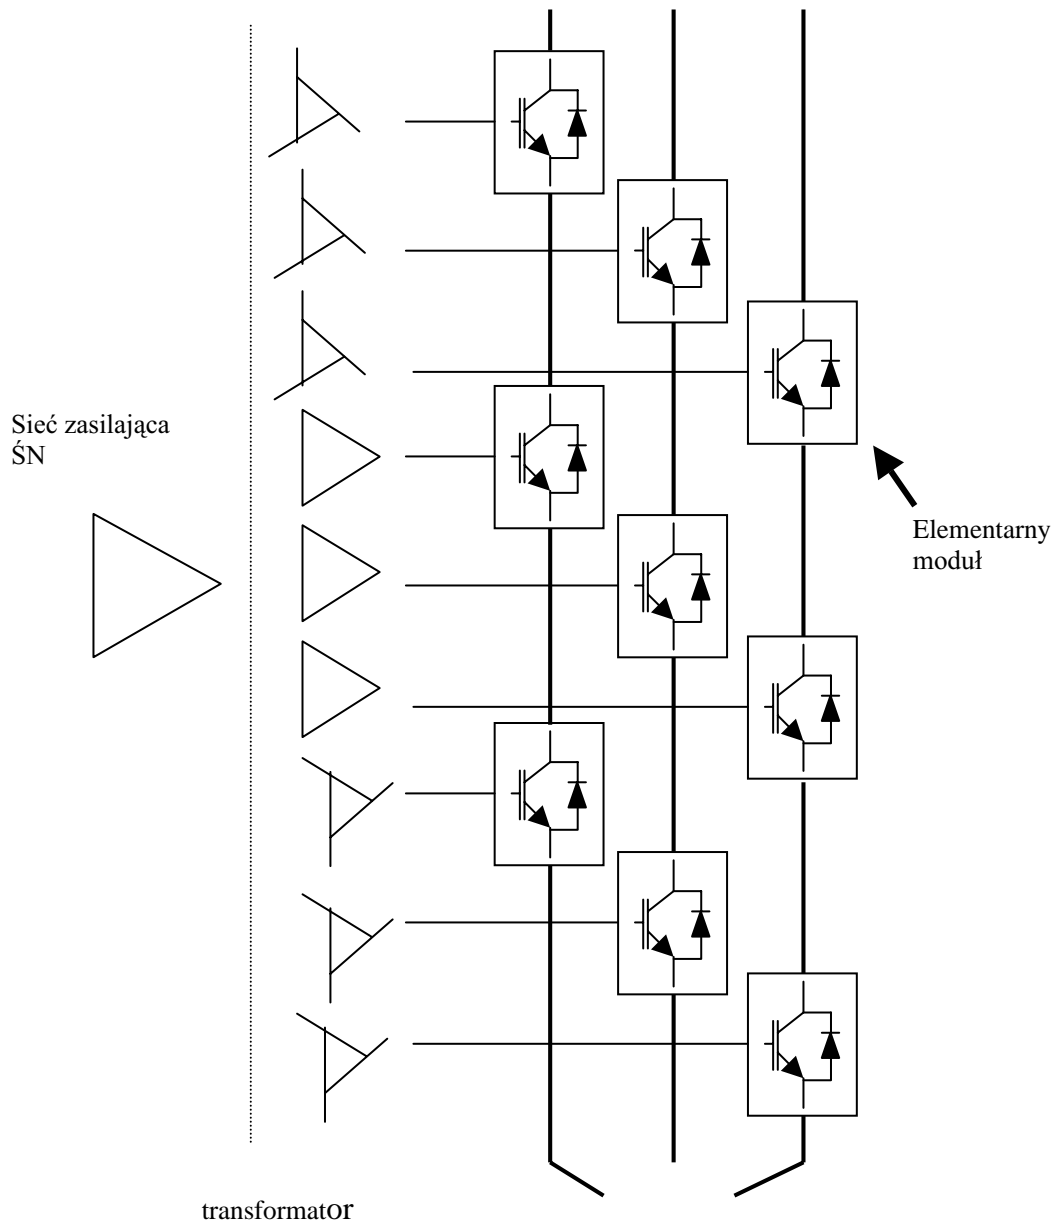 Sieć zasilająca
ŚN
Elementarny
moduł
transformator